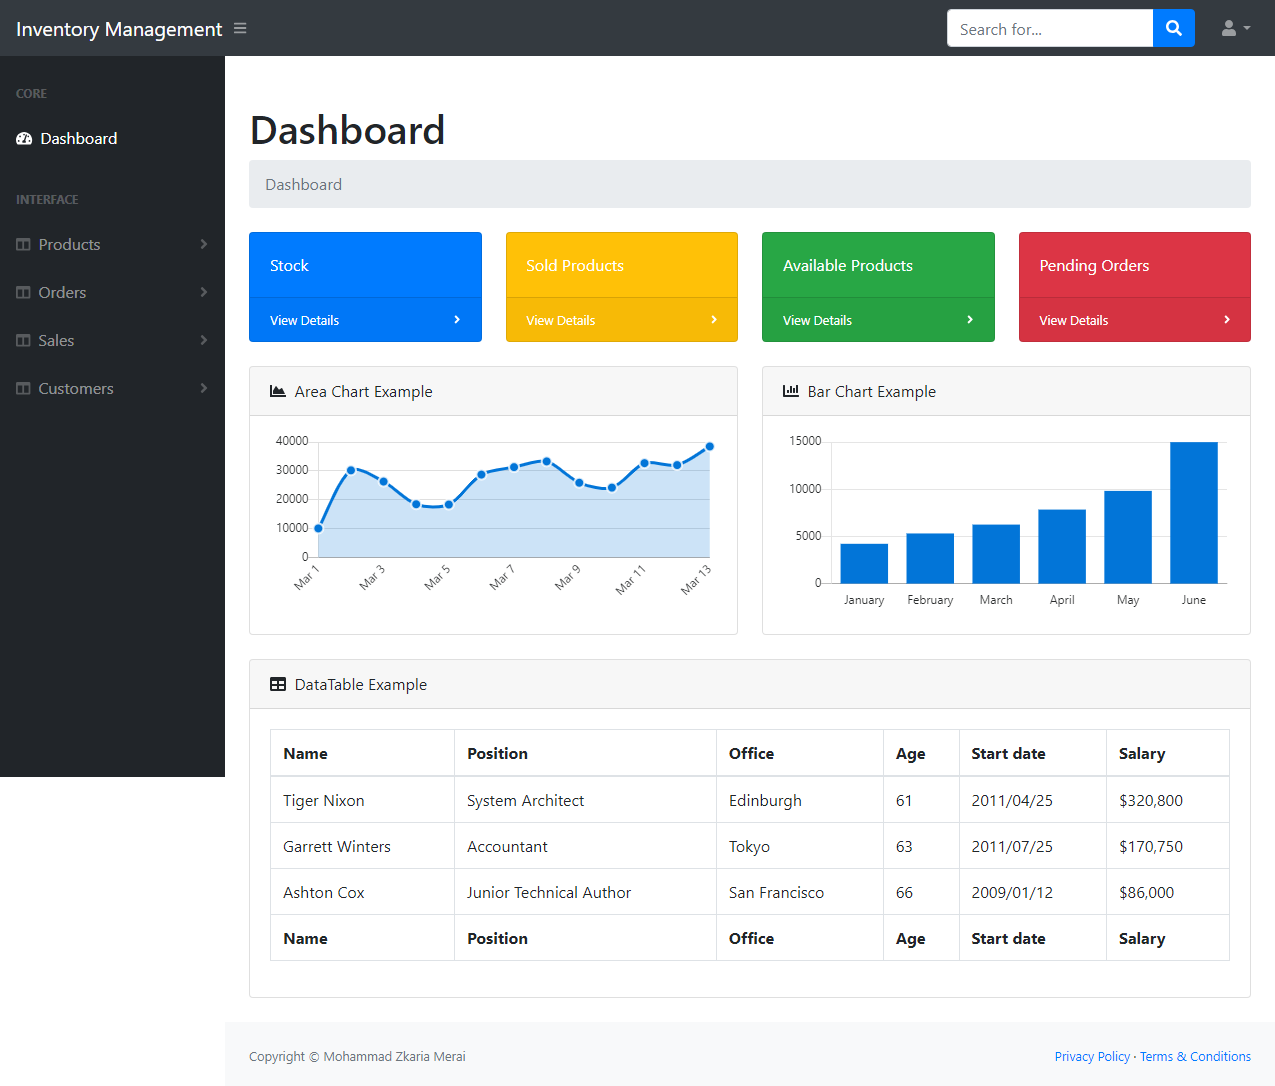 Inventory Management
Search for...
CORE
Dashboard
INTERFACE
Products
Orders
Sales
Customers
Dashboard
Dashboard
Stock
View Details
Sold Products
View Details
Available Products
View Details
Pending Orders
View Details
Area Chart Example
40000
30000
20000
10000
0
Mar 1 Mar 3 Mar 5 Mar 7 Mar 9 Mar 11 Mar 13
Bar Chart Example
15000
10000
5000
0
January February March April May June
DataTable Example
Name Position Office Age Start date Salary
Tiger Nixon System Architect Edinburgh 61 2011/04/25 $320,800
Garrett Winters Accountant Tokyo 63 2011/07/25 $170,750
Ashton Cox Junior Technical Author San Francisco 66 2009/01/12 $86,000
Name Position Office Age Start date Salary
Copyright © Mohammad Zkaria Merai
Privacy Policy · Terms & Conditions